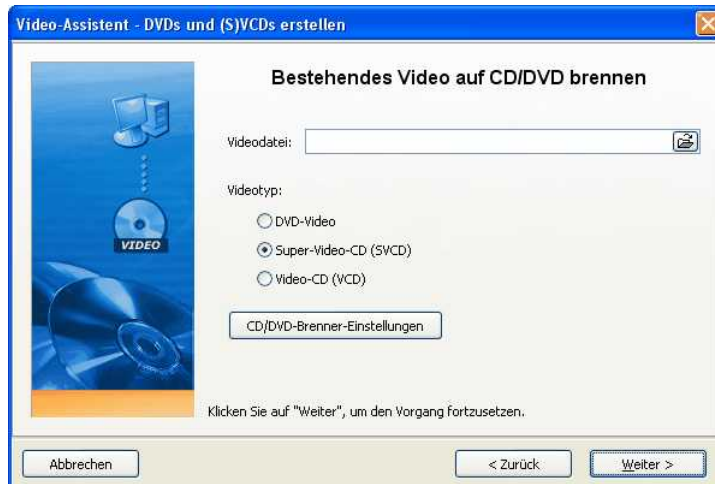 Video-Assistent - DVDs und (S)VCDs erstellen
Bestehendes Video auf CD/DVD brennen
Videodatei:
Videotyp:
DVD-Video
Super-Video-CD (SVCD)
Video-CD (VCD)
VIDEO
CD/DVD-Brenner-Einstellungen
Klicken Sie auf "Weiter", um den Vorgang fortzusetzen.
Abbrechen
< Zurück
Weiter >